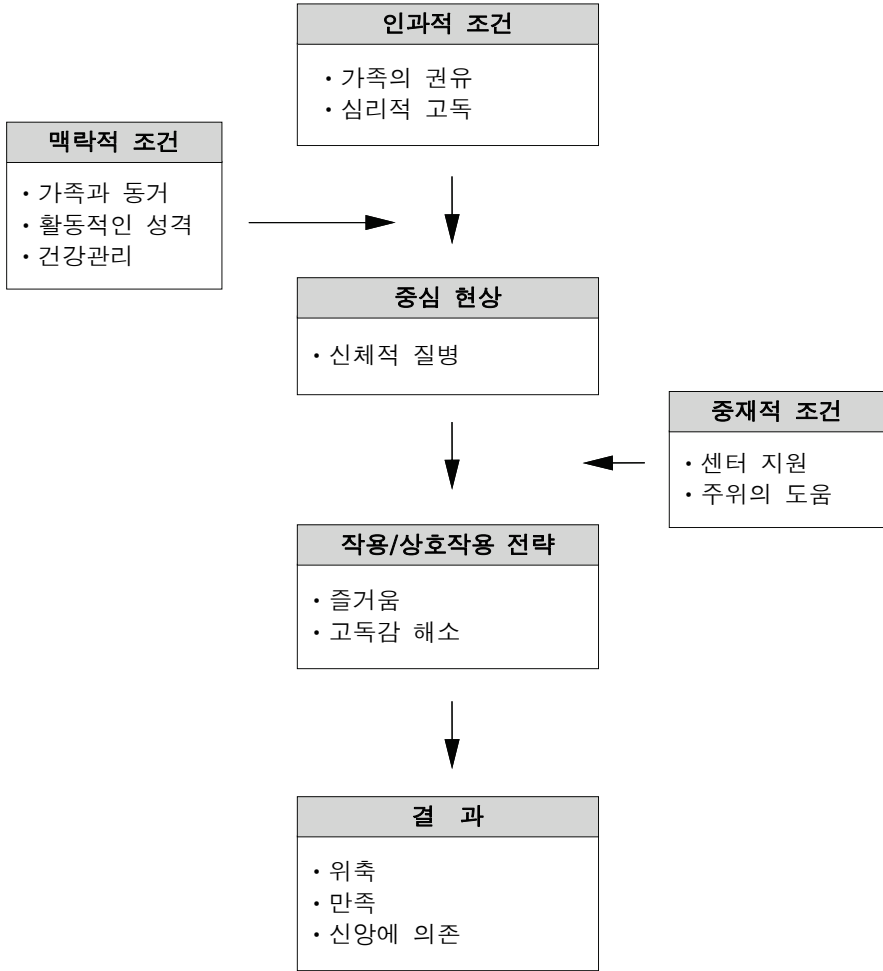 인과적 조건
· 가족의 권유
· 심리적 고독
맥락적 조건
· 가족과 동거
· 활동적인 성격
· 건강관리
중심 현상
· 신체적 질병
중재적 조건
· 센터 지원
· 주위의 도움
작용/상호작용 전략
· 즐거움
· 고독감 해소
결 과
· 위축
· 만족
· 신앙에 의존